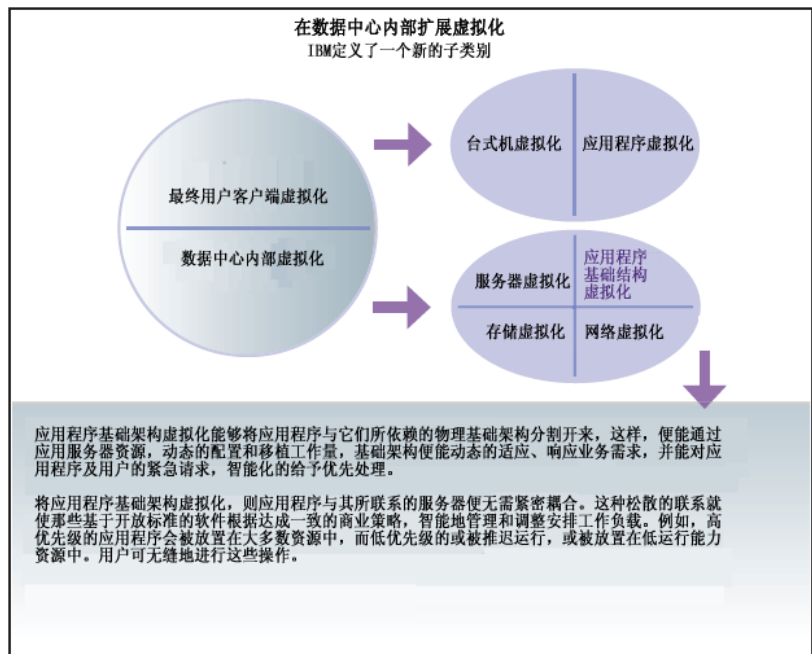 在数据中心内部扩展虚拟化
IBM定义了一个新的子类别
最终用户客户端虚拟化
数据中心内部虚拟化
台式机虚拟化
应用程序虚拟化
服务器虚拟化
应用程序
基础结构
虚拟化
存储虚拟化
网络虚拟化
应用程序基础架构虚拟化能够将应用程序与它们所依赖的物理基础架构分割开来，这样，便能通过
应用服务器资源，动态的配置和移植工作量，基础架构便能动态的适应、响应业务需求，并能对应
用程序及用户的紧急请求，智能化的给予优先处理。
将应用程序基础架构虚拟化，则应用程序与其所联系的服务器便无需紧密耦合。这种松散的联系就
使那些基于开放标准的软件根据达成一致的商业策略，智能地管理和调整安排工作负载。例如，高
优先级的应用程序会被放置在大多数资源中，而低优先级的或被推迟运行，或被放置在低运行能力
资源中。用户可无缝地进行这些操作。